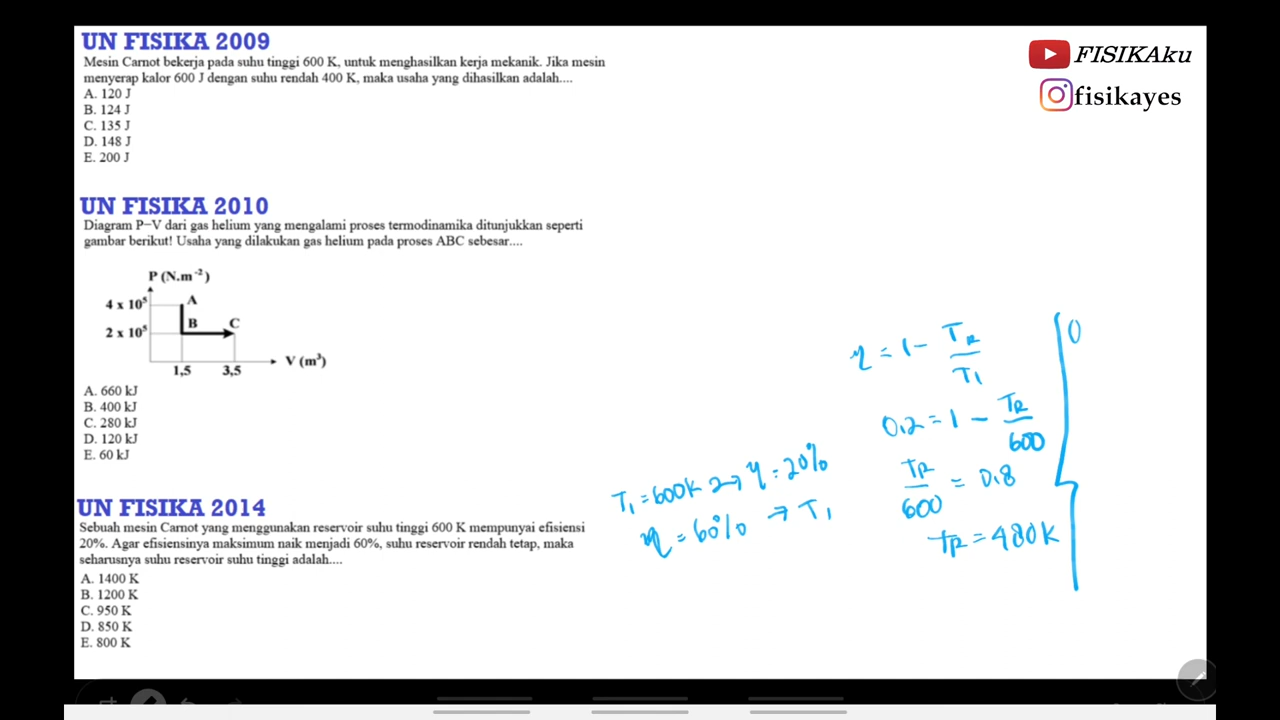 UN FISIKA 2009
Mesin Carnot bekerja pada suhu tinggi 600 K, untuk menghasilkan kerja mekanik. Jika mesin
menyerap kalor 600 J dengan suhu rendah 400 K, maka usaha yang dihasilkan adalah....
A. 120 J
B. 124 J
C. 135 J
D. 148 J
E. 200 J
FISIKAku
fisikayes
UN FISIKA 2010
Diagram P−V dari gas helium yang mengalami proses termodinamika ditunjukkan seperti
gambar berikut! Usaha yang dilakukan gas helium pada proses ABC sebesar....
P (N.m⁻²)
4 x 10⁵
A
2 x 10⁵
B
C
V (m³)
1,5
3,5
A. 660 kJ
B. 400 kJ
C. 280 kJ
D. 120 kJ
E. 60 kJ
UN FISIKA 2014
Sebuah mesin Carnot yang menggunakan reservoir suhu tinggi 600 K mempunyai efisiensi
20%. Agar efisiensinya maksimum naik menjadi 60%, suhu reservoir rendah tetap, maka
seharusnya suhu reservoir suhu tinggi adalah....
A. 1400 K
B. 1200 K
C. 950 K
D. 850 K
E. 800 K
T₁ = 600K → η = 20%
η = 60% → T₁
η = 1 - TR/T₁
0.2 = 1 - TR/600
TR/600 = 0.8
TR = 480K
0